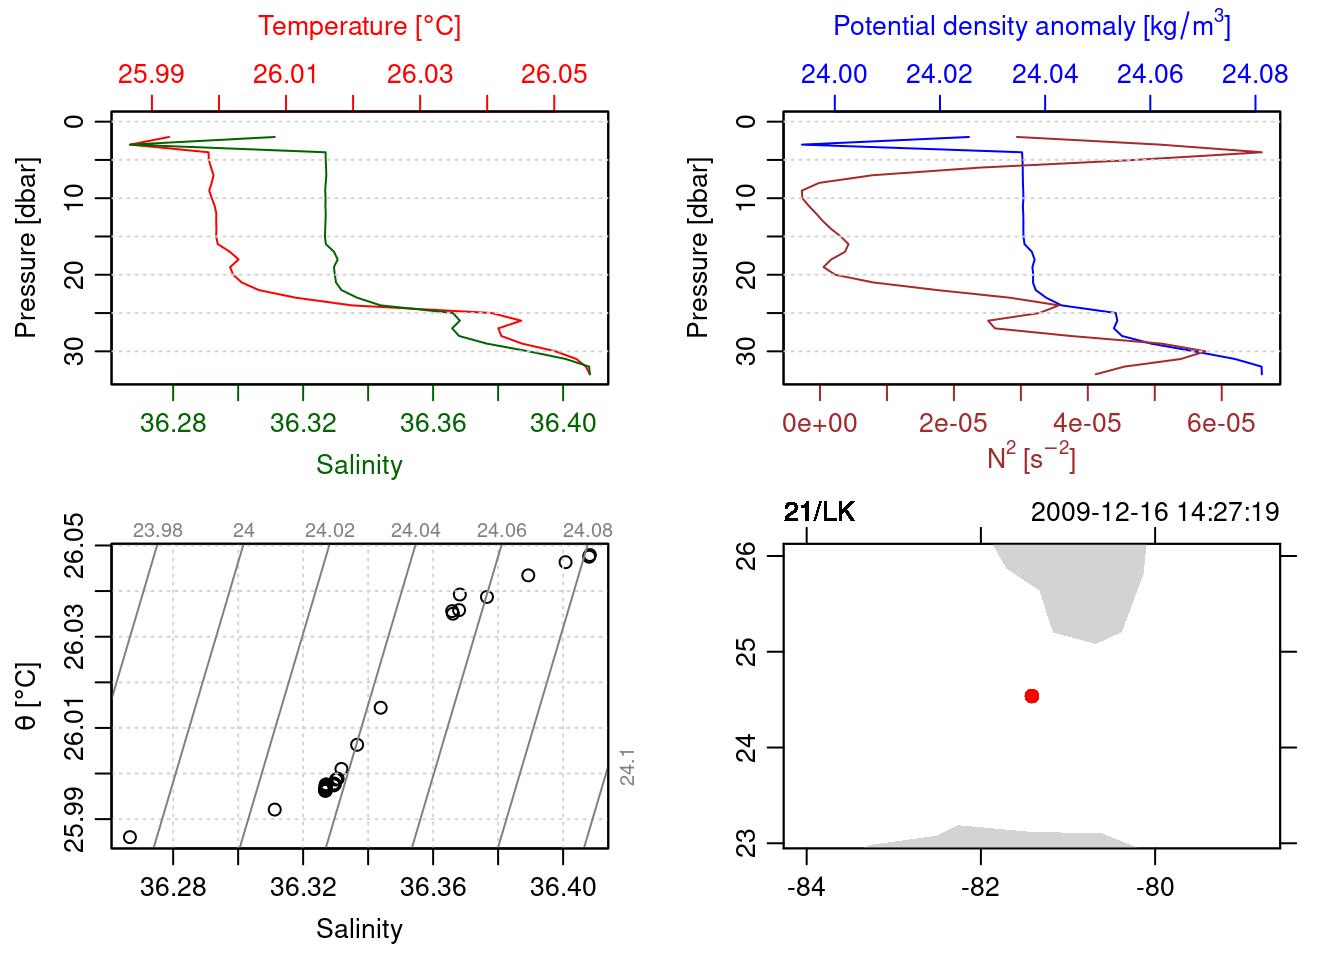 Temperature [°C]
25.99 26.01 26.03 26.05
0
10
20
30
Pressure [dbar]
36.28 36.32 36.36 36.40
Salinity
Potential density anomaly [kg/m³]
24.00 24.02 24.04 24.06 24.08
0
10
20
30
Pressure [dbar]
0e+00 2e-05 4e-05 6e-05
N² [s⁻²]
23.98 24 24.02 24.04 24.06 24.08
24.1
26.05
26.03
26.01
25.99
θ [°C]
36.28 36.32 36.36 36.40
Salinity
21/LK 2009-12-16 14:27:19
26
25
24
23
-84 -82 -80